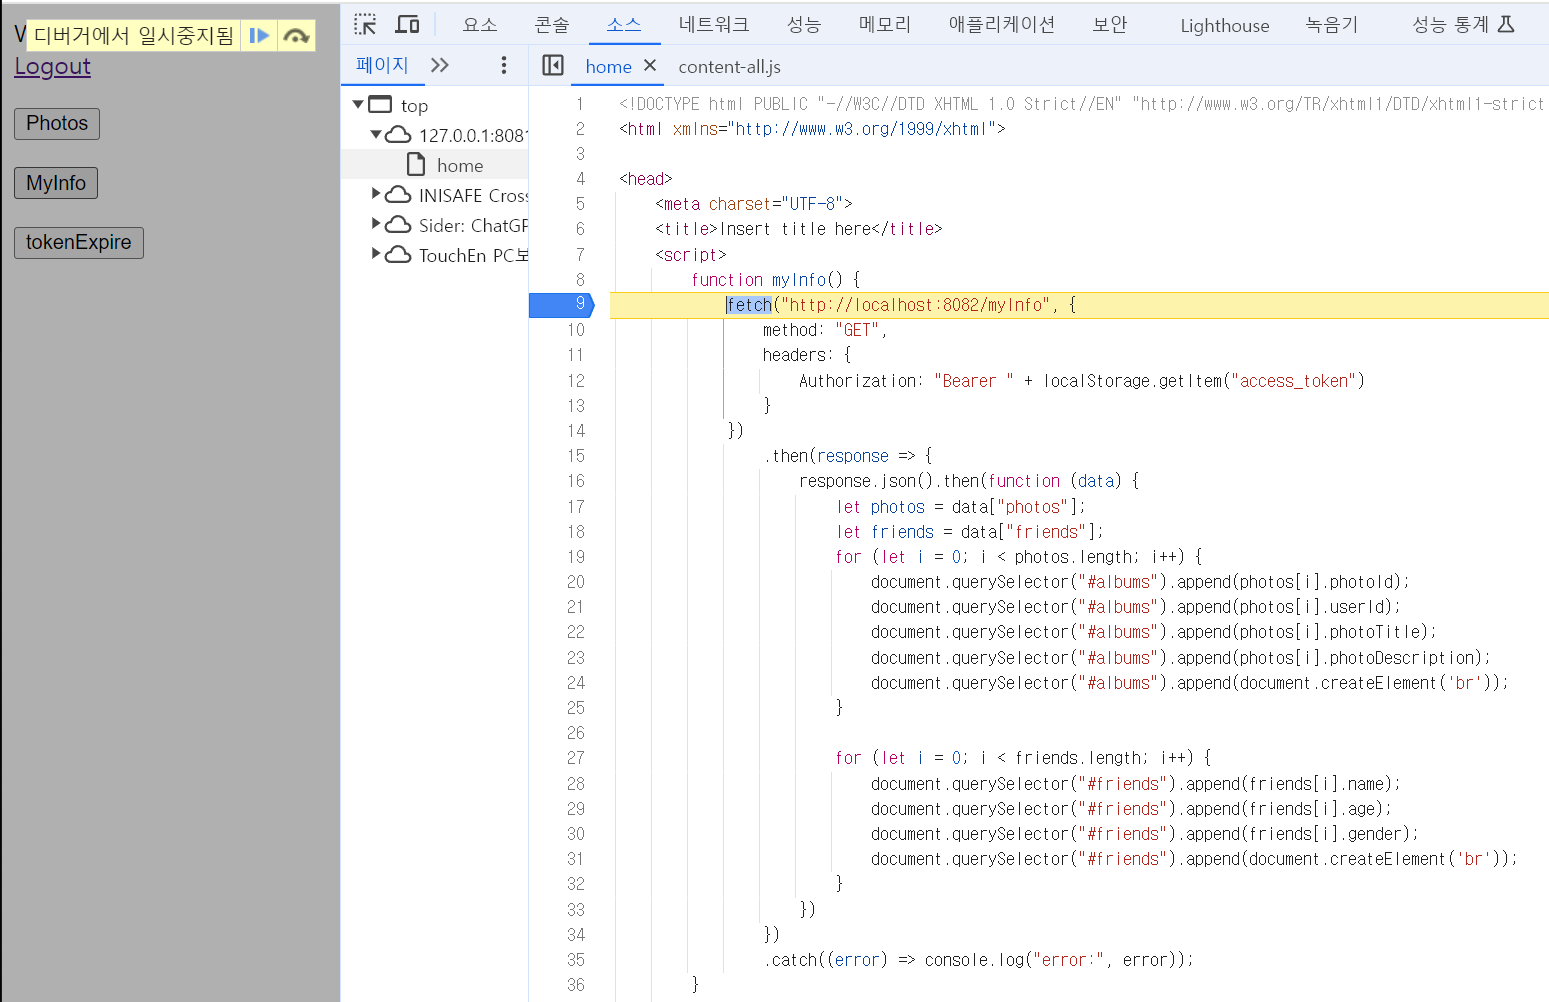 디버거에서 일시중지됨
Logout
Photos
MyInfo
tokenExpire
요소 콘솔 소스 네트워크 성능 메모리 애플리케이션 보안 Lighthouse 녹음기 성능 통계
페이지
home content-all.js
top
127.0.0.1:8081
home
INISAFE Cross
Sider: ChatGP
TouchEn PC보
1 <!DOCTYPE html PUBLIC "-//W3C//DTD XHTML 1.0 Strict//EN" "http://www.w3.org/TR/xhtml1/DTD/xhtml1-strict
2 <html xmlns="http://www.w3.org/1999/xhtml">
3
4 <head>
5 <meta charset="UTF-8">
6 <title>Insert title here</title>
7 <script>
8 function myInfo() {
9 fetch("http://localhost:8082/myInfo", {
10 method: "GET",
11 headers: {
12 Authorization: "Bearer " + localStorage.getItem("access_token")
13 }
14 })
15 .then(response => {
16 response.json().then(function (data) {
17 let photos = data["photos"];
18 let friends = data["friends"];
19 for (let i = 0; i < photos.length; i++) {
20 document.querySelector("#albums").append(photos[i].photoId);
21 document.querySelector("#albums").append(photos[i].userId);
22 document.querySelector("#albums").append(photos[i].photoTitle);
23 document.querySelector("#albums").append(photos[i].photoDescription);
24 document.querySelector("#albums").append(document.createElement('br'));
25 }
26
27 for (let i = 0; i < friends.length; i++) {
28 document.querySelector("#friends").append(friends[i].name);
29 document.querySelector("#friends").append(friends[i].age);
30 document.querySelector("#friends").append(friends[i].gender);
31 document.querySelector("#friends").append(document.createElement('br'));
32 }
33 })
34 })
35 .catch((error) => console.log("error:", error));
36 }